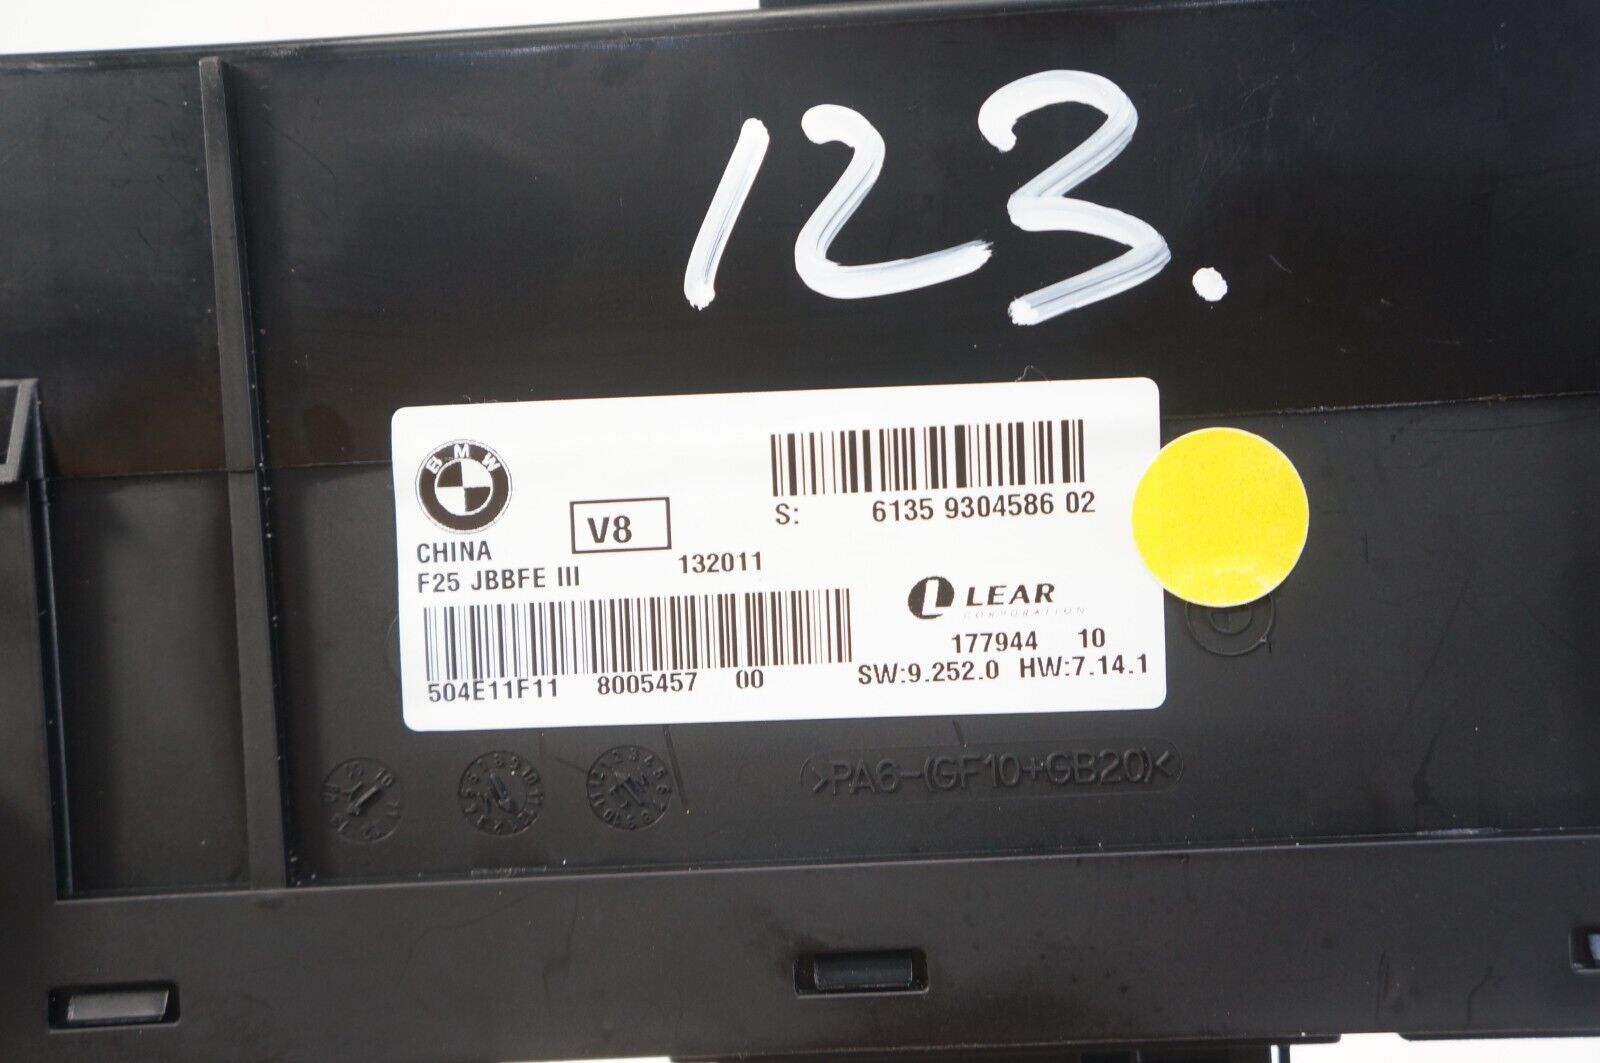 123.
BMW
V8
S: 6135 9304586 02
CHINA
F25 JBBFE III
132011
LEAR
CORPORATION
177944 10
504E11F11 8005457 00
SW:9.252.0 HW:7.14.1
>PA6-(GF10+GB20)<